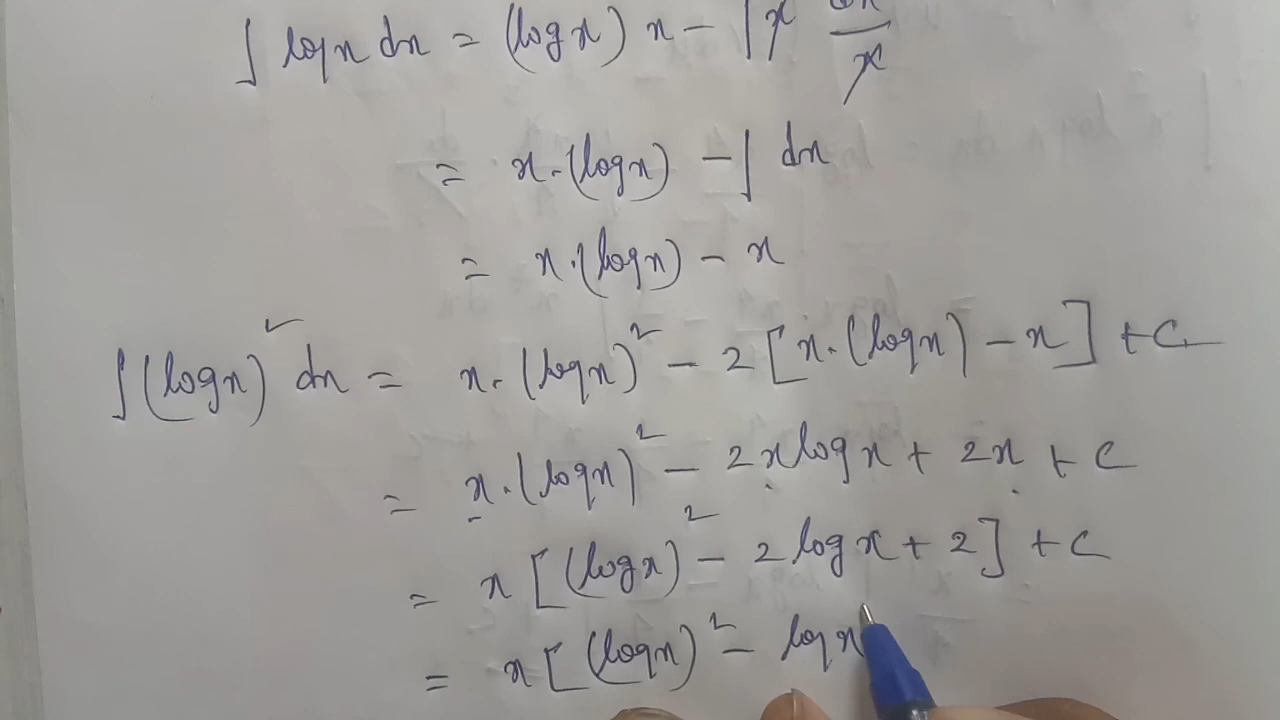 ∫ log x dx = (log x) x - ∫ x dx/x
= x·(log x) - ∫ dx
= x·(log x) - x
∫ (log x)² dx = x·(log x)² - 2 [x·(log x) - x] + C
= x·(log x)² - 2x log x + 2x + C
= x [(log x)² - 2 log x + 2] + C
= x [(log x)² - log x